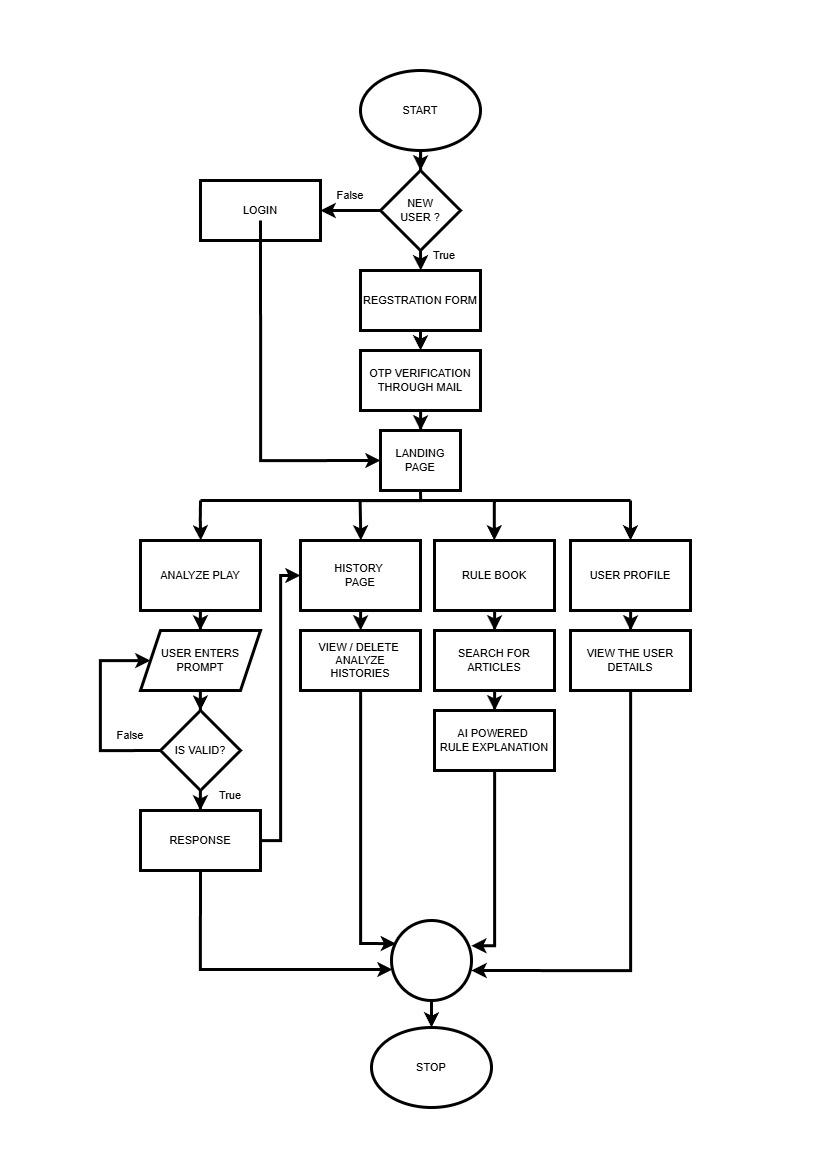 START
NEW
USER ?
False
LOGIN
True
REGSTRATION FORM
OTP VERIFICATION
THROUGH MAIL
LANDING
PAGE
ANALYZE PLAY
HISTORY
PAGE
RULE BOOK
USER PROFILE
USER ENTERS
PROMPT
VIEW / DELETE
ANALYZE
HISTORIES
SEARCH FOR
ARTICLES
VIEW THE USER
DETAILS
False
IS VALID?
AI POWERED
RULE EXPLANATION
True
RESPONSE
STOP